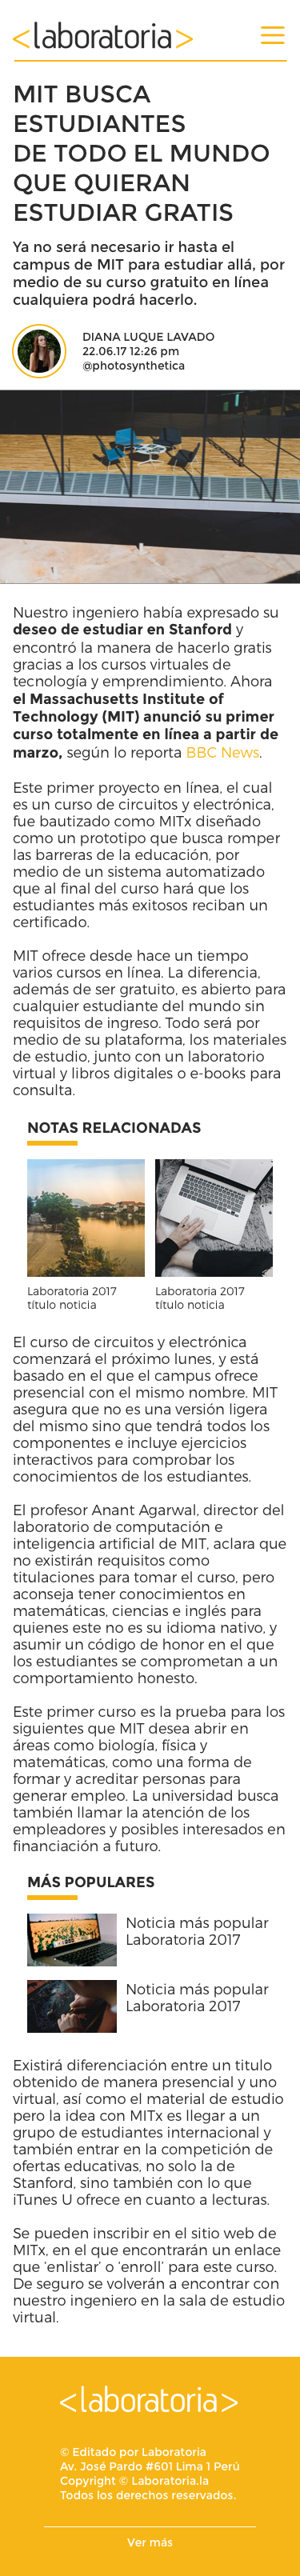 <laboratoria>
MIT BUSCA
ESTUDIANTES
DE TODO EL MUNDO
QUE QUIERAN
ESTUDIAR GRATIS
Ya no será necesario ir hasta el
campus de MIT para estudiar allá, por
medio de su curso gratuito en línea
cualquiera podrá hacerlo.
DIANA LUQUE LAVADO
22.06.17 12:26 pm
@photosynthetica
Nuestro ingeniero había expresado su
deseo de estudiar en Stanford y
encontró la manera de hacerlo gratis
gracias a los cursos virtuales de
tecnología y emprendimiento. Ahora
el Massachusetts Institute of
Technology (MIT) anunció su primer
curso totalmente en línea a partir de
marzo, según lo reporta BBC News.
Este primer proyecto en línea, el cual
es un curso de circuitos y electrónica,
fue bautizado como MITx diseñado
como un prototipo que busca romper
las barreras de la educación, por
medio de un sistema automatizado
que al final del curso hará que los
estudiantes más exitosos reciban un
certificado.
MIT ofrece desde hace un tiempo
varios cursos en línea. La diferencia,
además de ser gratuito, es abierto para
cualquier estudiante del mundo sin
requisitos de ingreso. Todo será por
medio de su plataforma, los materiales
de estudio, junto con un laboratorio
virtual y libros digitales o e-books para
consulta.
NOTAS RELACIONADAS
Laboratoria 2017
título noticia
Laboratoria 2017
título noticia
El curso de circuitos y electrónica
comenzará el próximo lunes, y está
basado en el que el campus ofrece
presencial con el mismo nombre. MIT
asegura que no es una versión ligera
del mismo sino que tendrá todos los
componentes e incluye ejercicios
interactivos para comprobar los
conocimientos de los estudiantes.
El profesor Anant Agarwal, director del
laboratorio de computación e
inteligencia artificial de MIT, aclara que
no existirán requisitos como
titulaciones para tomar el curso, pero
aconseja tener conocimientos en
matemáticas, ciencias e inglés para
quienes este no es su idioma nativo, y
asumir un código de honor en el que
los estudiantes se comprometan a un
comportamiento honesto.
Este primer curso es la prueba para los
siguientes que MIT desea abrir en
áreas como biología, física y
matemáticas, como una forma de
formar y acreditar personas para
generar empleo. La universidad busca
también llamar la atención de los
empleadores y posibles interesados en
financiación a futuro.
MÁS POPULARES
Noticia más popular
Laboratoria 2017
Noticia más popular
Laboratoria 2017
Existirá diferenciación entre un titulo
obtenido de manera presencial y uno
virtual, así como el material de estudio
pero la idea con MITx es llegar a un
grupo de estudiantes internacional y
también entrar en la competición de
ofertas educativas, no solo la de
Stanford, sino también con lo que
iTunes U ofrece en cuanto a lecturas.
Se pueden inscribir en el sitio web de
MITx, en el que encontrarán un enlace
que ‘enlistar’ o ‘enroll’ para este curso.
De seguro se volverán a encontrar con
nuestro ingeniero en la sala de estudio
virtual.
<laboratoria>
© Editado por Laboratoria
Av. José Pardo #601 Lima 1 Perú
Copyright © Laboratoria.la
Todos los derechos reservados.
Ver más